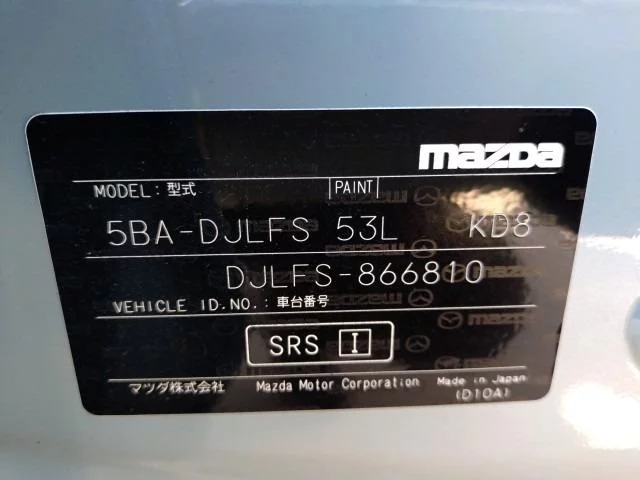 mazda
MODEL:型式 PAINT
5BA-DJLFS 53L KD8
DJLFS-866810
VEHICLE ID.NO.:車台番号
SRS I
マツダ株式会社 Mazda Motor Corporation Made in Japan
(D10A)